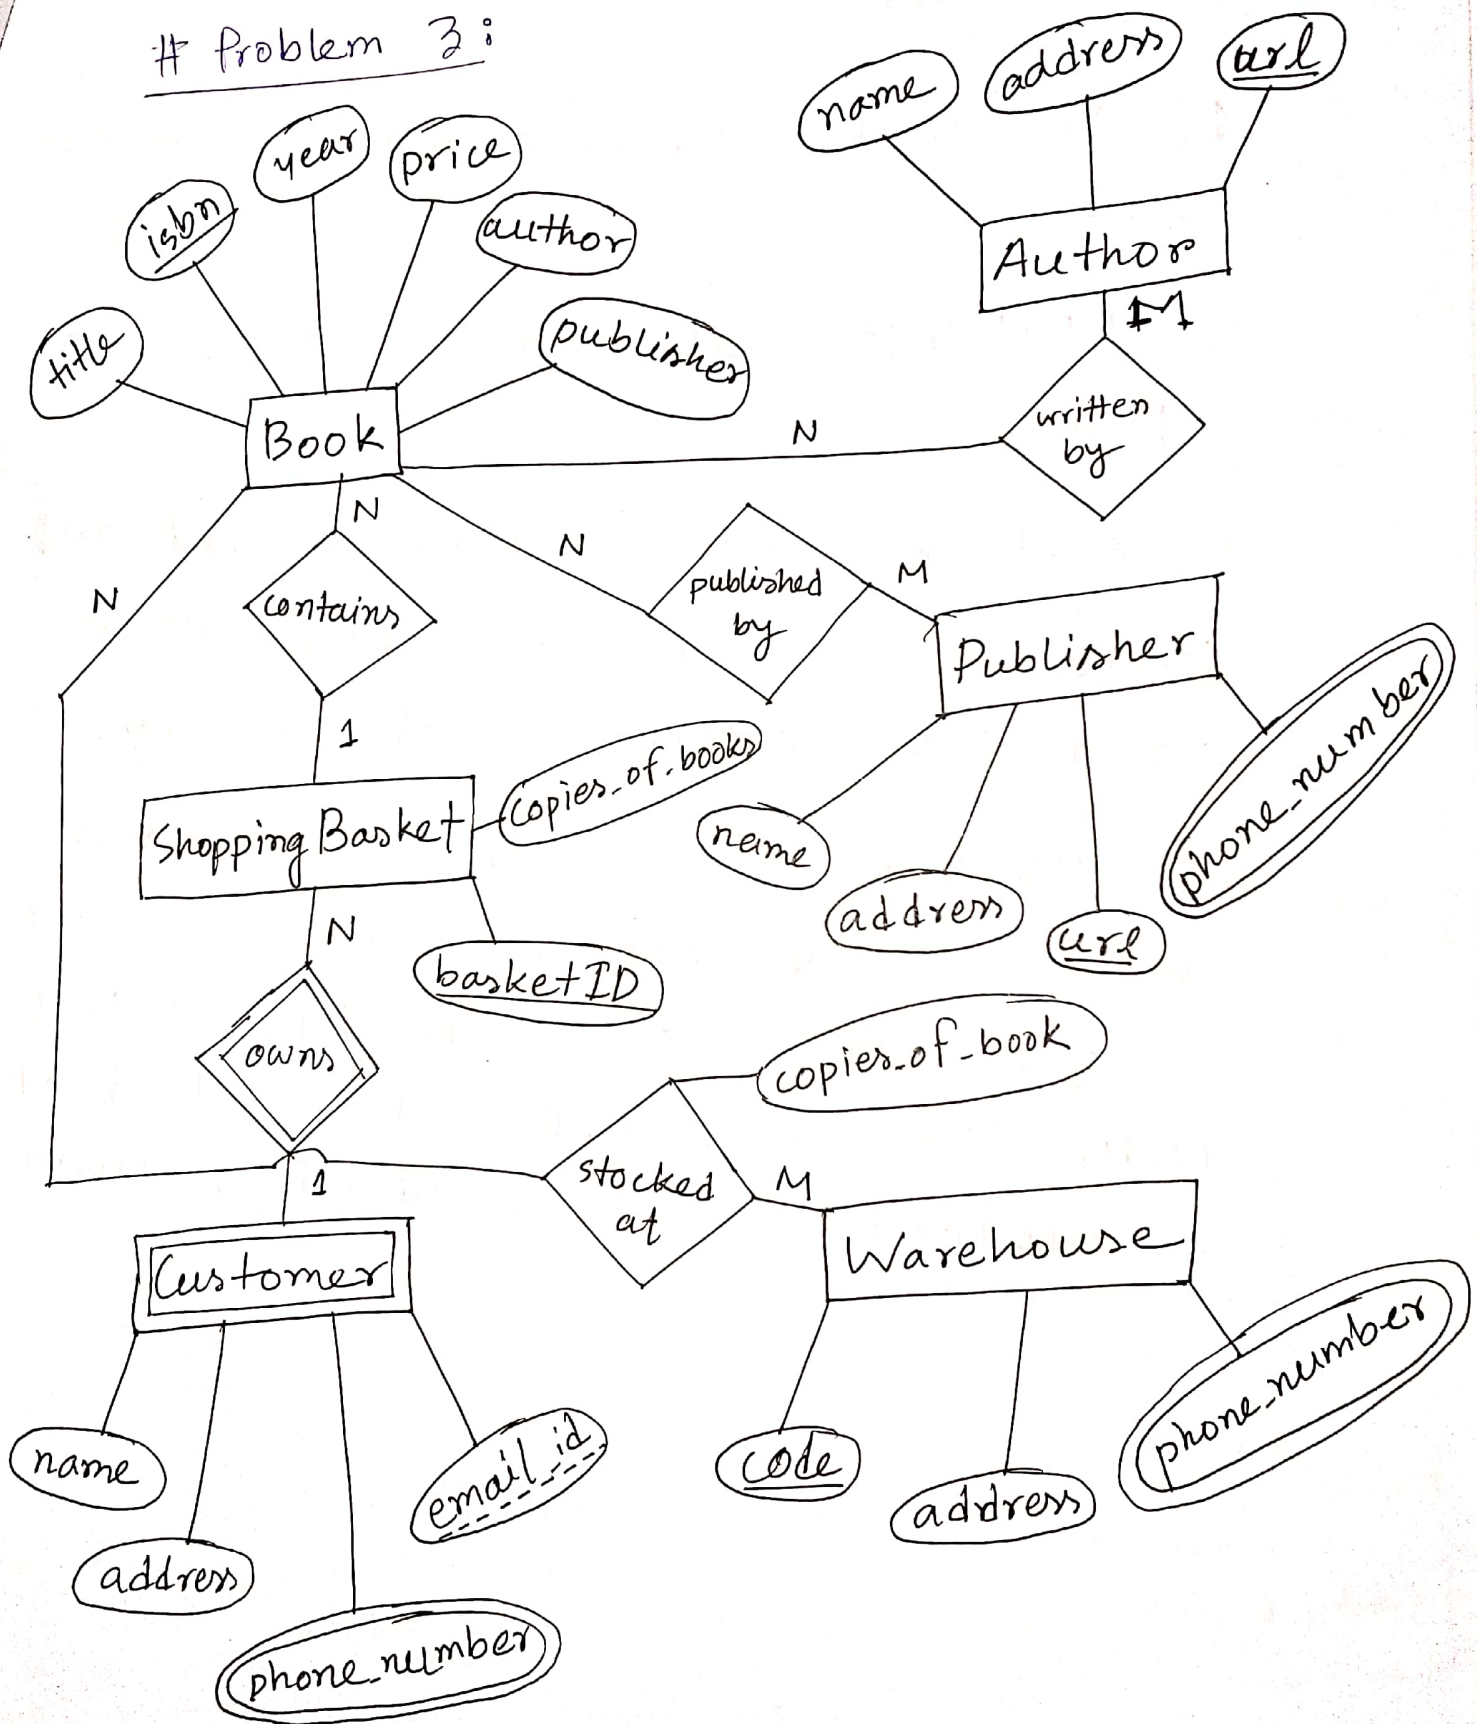 # Problem 3:
name
address
url
year
price
isbn
author
title
publisher
Author
M
Book
N
written
by
N
contains
N
N
published
by
M
Publisher
phone_number
1
copies_of_books
Shopping Basket
name
address
url
N
basketID
owns
copies_of_book
1
stocked
at
M
Warehouse
Customer
phone_number
name
email_id
code
address
address
phone_number